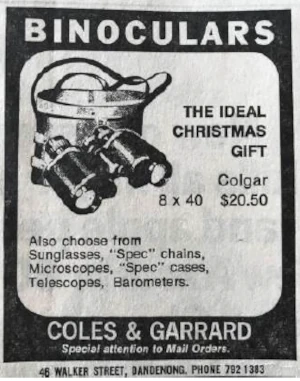 BINOCULARS
THE IDEAL
CHRISTMAS
GIFT
Colgar
8 x 40 $20.50
Also choose from
Sunglasses, "Spec" chains,
Microscopes, "Spec" cases,
Telescopes, Barometers.
COLES & GARRARD
Special attention to Mail Orders.
46 WALKER STREET, DANDENONG. PHONE 792 1383